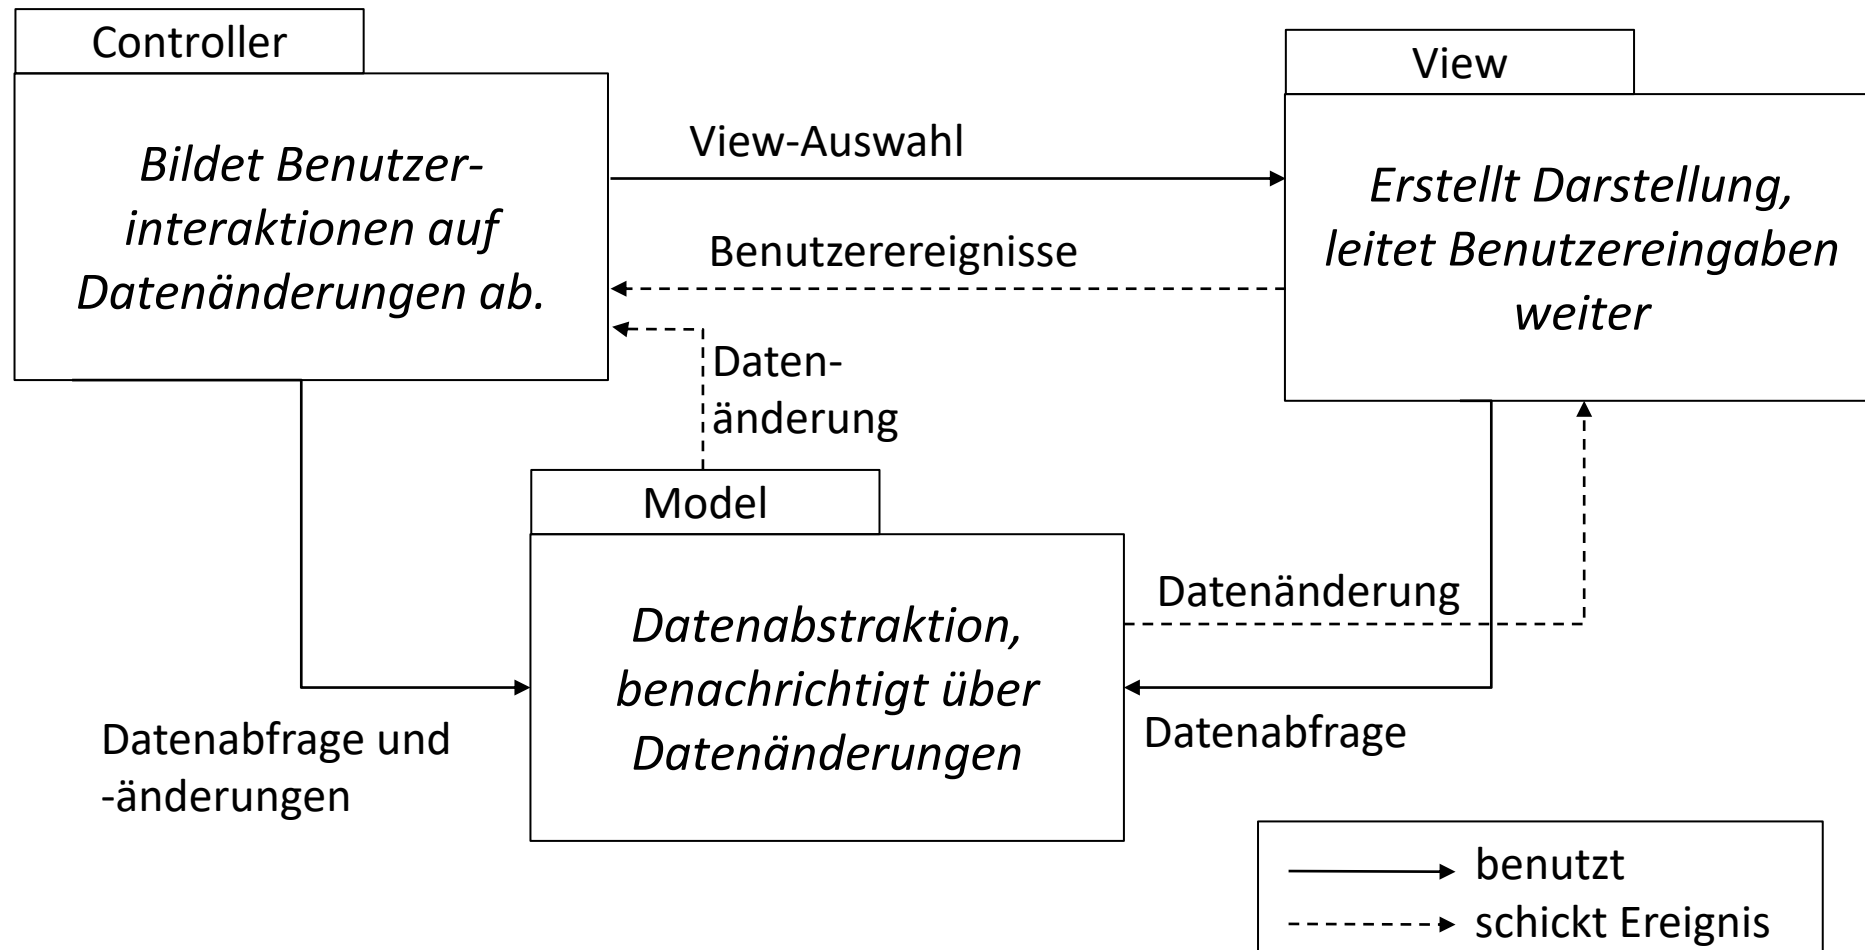 Controller
Bildet Benutzer-
interaktionen auf
Datenänderungen ab.
View-Auswahl
Benutzerereignisse
View
Erstellt Darstellung,
leitet Benutzereingaben
weiter
Daten-
änderung
Model
Datenabstraktion,
benachrichtigt über
Datenänderungen
Datenänderung
Datenabfrage
Datenabfrage und
-änderungen
benutzt
schickt Ereignis